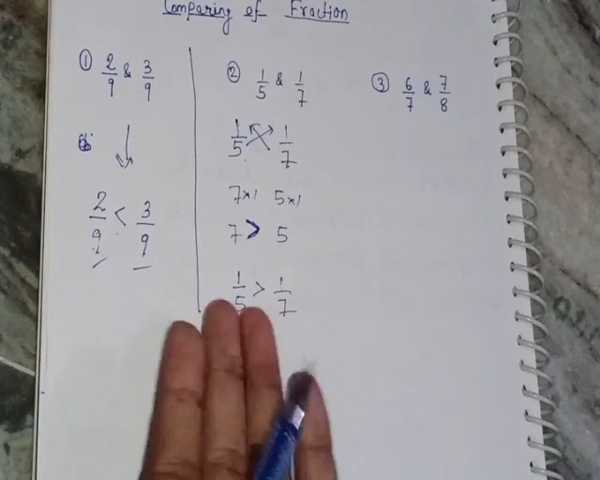 Comparing of Fraction
① 2/9 & 3/9
2/9 < 3/9
② 1/5 & 1/7
1/5 1/7
7×1 5×1
7 > 5
1/5 > 1/7
③ 6/7 & 7/8